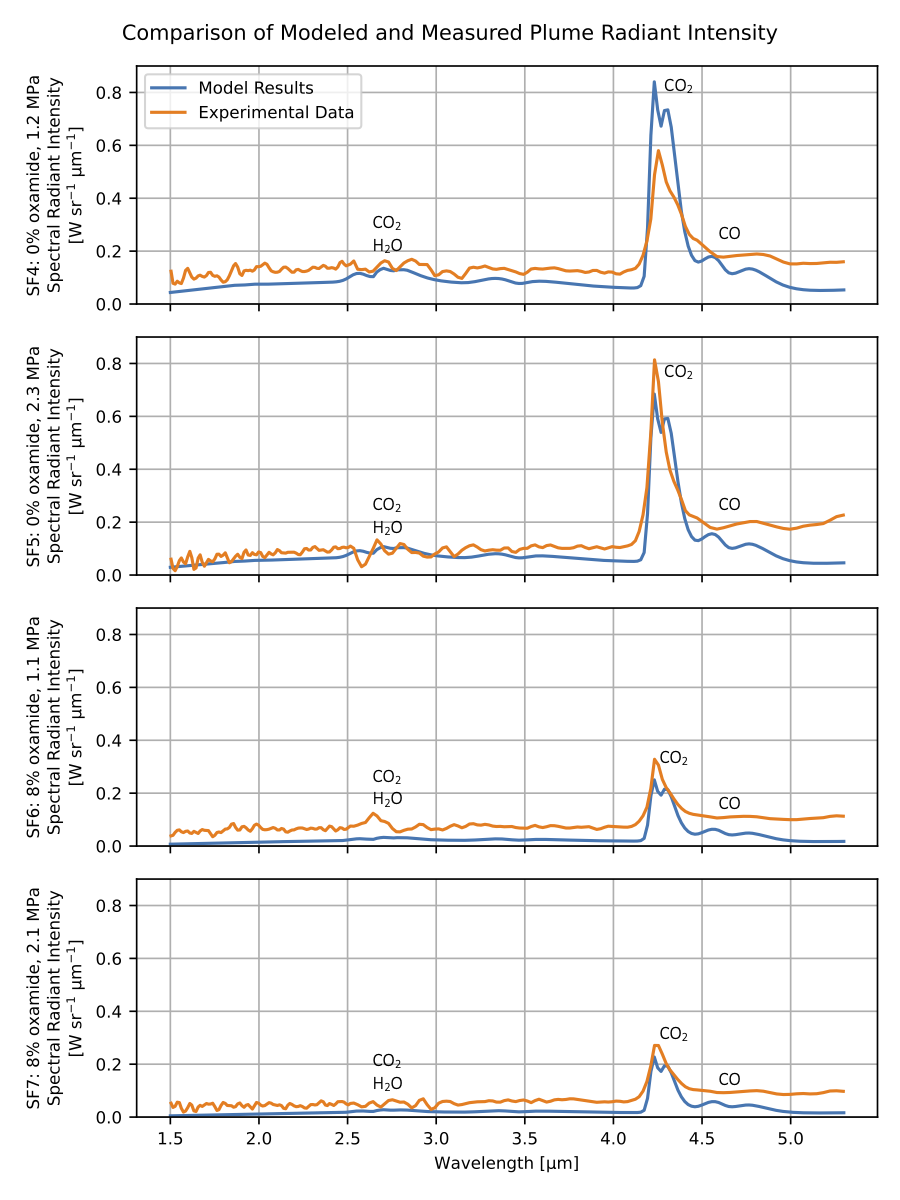 Comparison of Modeled and Measured Plume Radiant Intensity
SF4: 0% oxamide, 1.2 MPa
Spectral Radiant Intensity
[W sr⁻¹ μm⁻¹]
0.8
0.6
0.4
0.2
0.0
Model Results
Experimental Data
CO₂
CO₂
H₂O
CO
SF5: 0% oxamide, 2.3 MPa
Spectral Radiant Intensity
[W sr⁻¹ μm⁻¹]
0.8
0.6
0.4
0.2
0.0
CO₂
CO₂
H₂O
CO
SF6: 8% oxamide, 1.1 MPa
Spectral Radiant Intensity
[W sr⁻¹ μm⁻¹]
0.8
0.6
0.4
0.2
0.0
CO₂
CO₂
H₂O
CO
SF7: 8% oxamide, 2.1 MPa
Spectral Radiant Intensity
[W sr⁻¹ μm⁻¹]
0.8
0.6
0.4
0.2
0.0
CO₂
CO₂
H₂O
CO
1.5 2.0 2.5 3.0 3.5 4.0 4.5 5.0
Wavelength [μm]